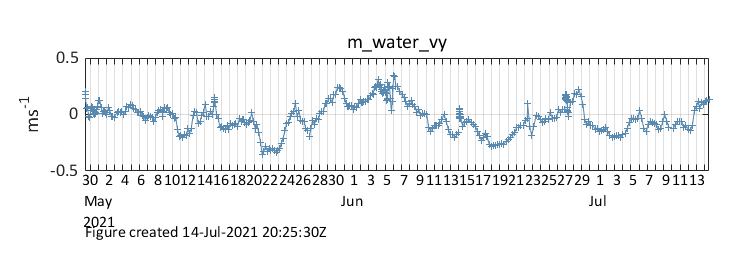 m_water_vy
0.5
0
-0.5
ms-1
30 2 4 6 8 10 12 14 16 18 20 22 24 26 28 30 1 3 5 7 9 11 13 15 17 19 21 23 25 27 29 1 3 5 7 9 11 13
May Jun Jul
2021
Figure created 14-Jul-2021 20:25:30Z